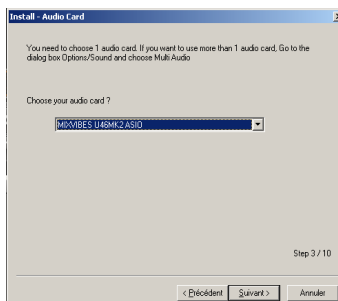 Install - Audio Card
You need to choose 1 audio card. If you want to use more than 1 audio card, Go to the
dialog box Options/Sound and choose Multi Audio
Choose your audio card ?
MIXVIBES U46MK2 ASIO
Step 3 / 10
< Précédent
Suivant >
Annuler